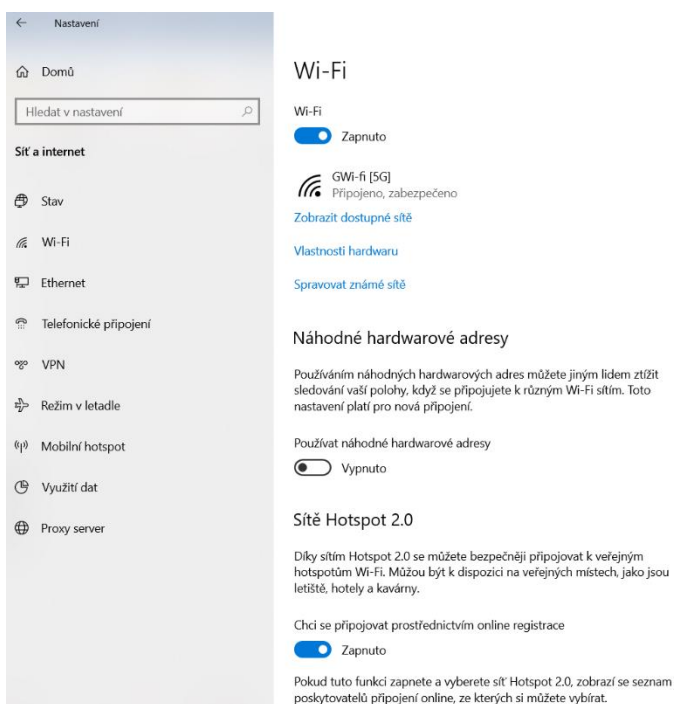 Nastavení
Domů
Hledat v nastavení
Síť a internet
Stav
Wi-Fi
Ethernet
Telefonické připojení
VPN
Režim v letadle
Mobilní hotspot
Využití dat
Proxy server
Wi-Fi
Wi-Fi
Zapnuto
GWi-fi [5G]
Připojeno, zabezpečeno
Zobrazit dostupné sítě
Vlastnosti hardwaru
Spravovat známé sítě
Náhodné hardwarové adresy
Používáním náhodných hardwarových adres můžete jiným lidem ztížit
sledování vaší polohy, když se připojujete k různým Wi-Fi sítím. Toto
nastavení platí pro nová připojení.
Používat náhodné hardwarové adresy
Vypnuto
Sítě Hotspot 2.0
Díky sítím Hotspot 2.0 se můžete bezpečněji připojovat k veřejným
hotspotům Wi-Fi. Můžou být k dispozici na veřejných místech, jako jsou
letiště, hotely a kavárny.
Chci se připojovat prostřednictvím online registrace
Zapnuto
Pokud tuto funkci zapnete a vyberete síť Hotspot 2.0, zobrazí se seznam
poskytovatelů připojení online, ze kterých si můžete vybírat.